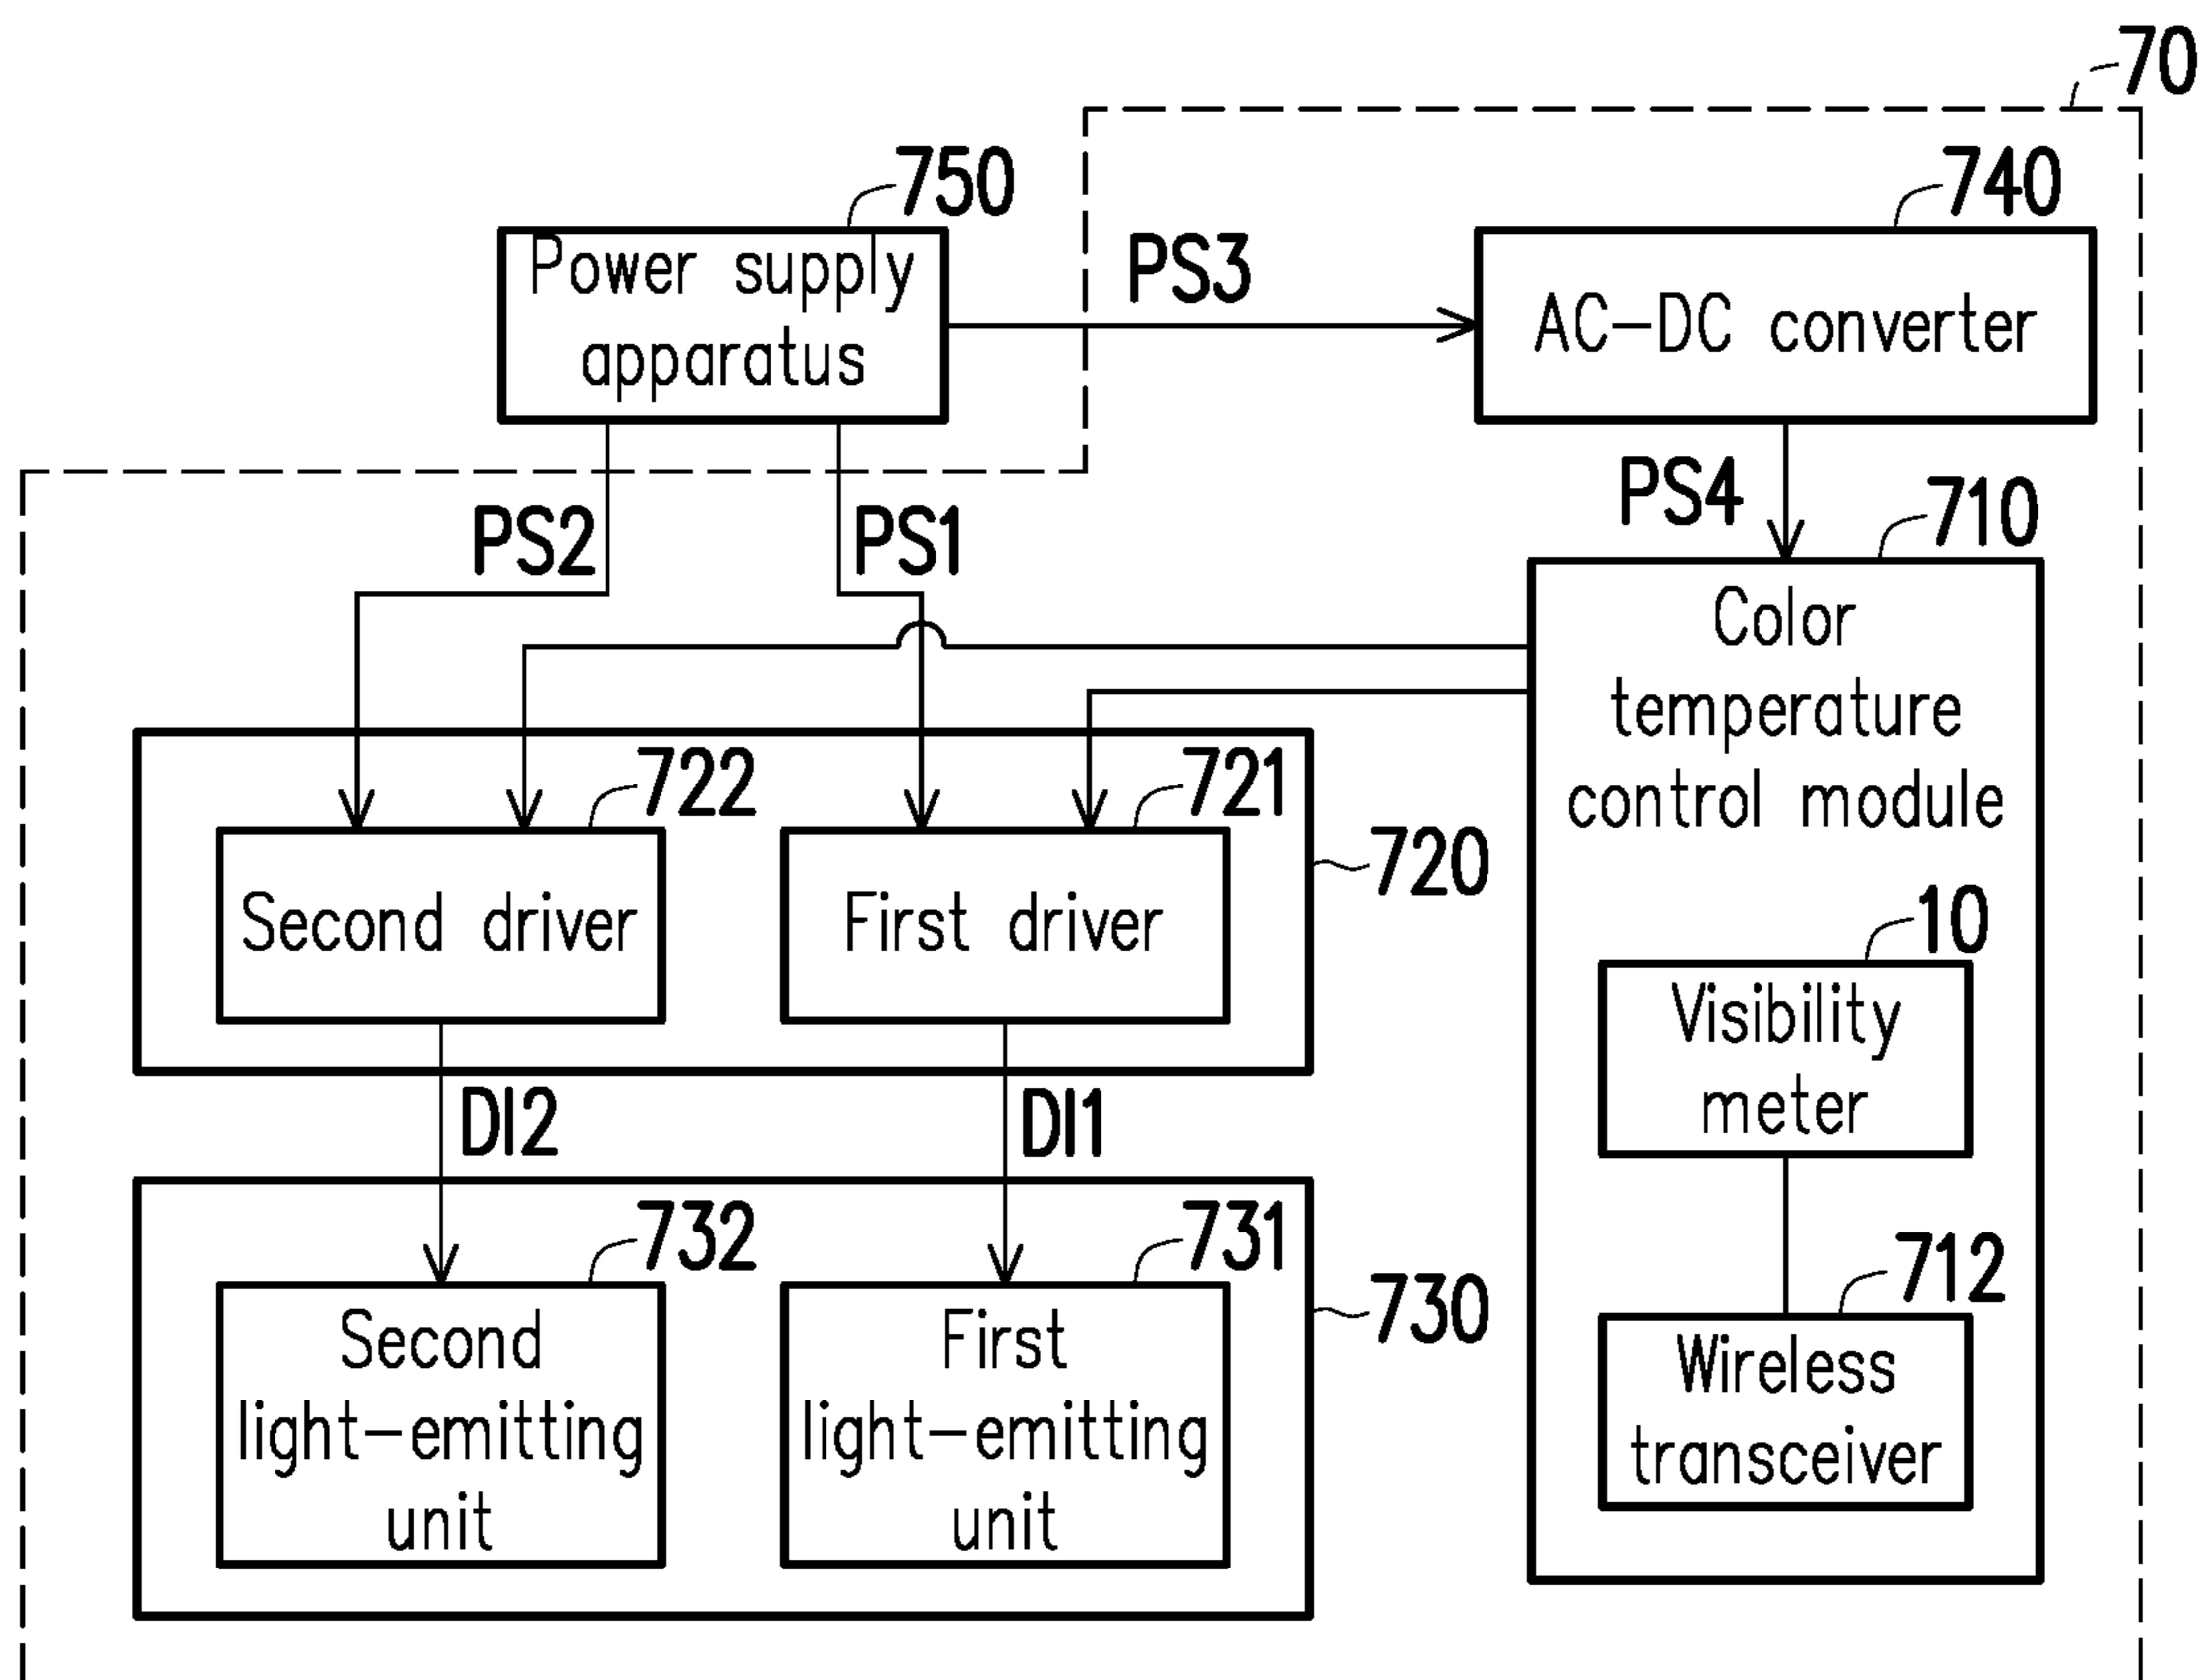 70
750
740
Power supply
apparatus
PS3
AC-DC converter
PS4
710
PS2
PS1
Color
temperature
control module
722
721
720
Second driver
First driver
10
Visibility
meter
DI2
DI1
732
731
730
712
Second
light-emitting
unit
First
light-emitting
unit
Wireless
transceiver